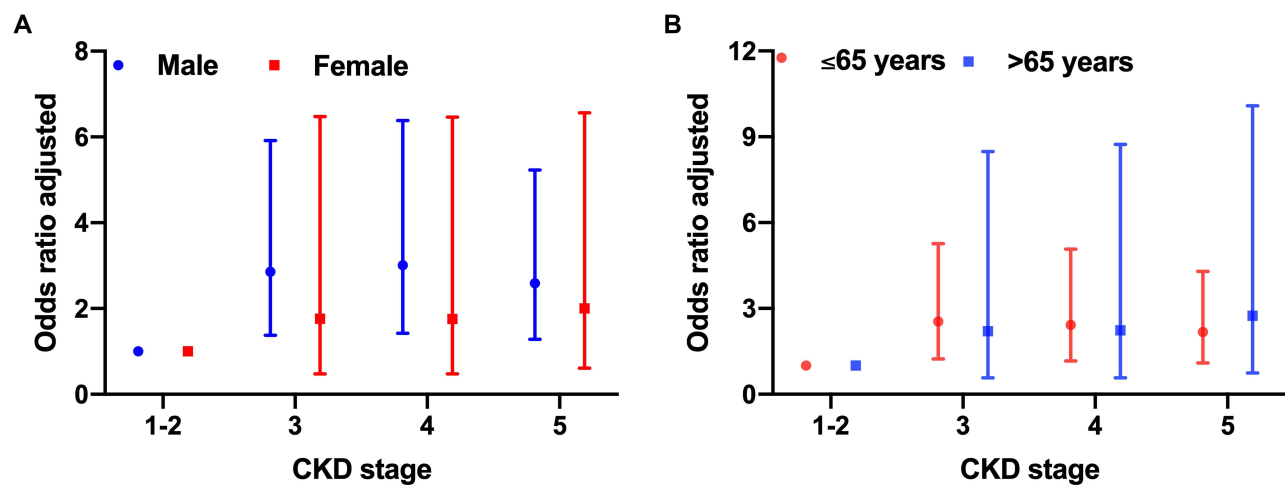 A
Odds ratio adjusted
8
6
4
2
0
Male
Female
1-2
3
4
5
CKD stage
B
Odds ratio adjusted
12
9
6
3
0
≤65 years
>65 years
1-2
3
4
5
CKD stage